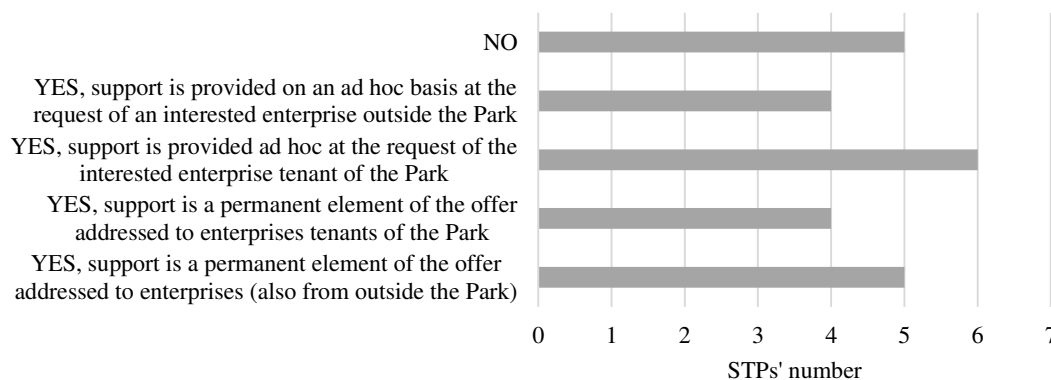 NO
YES, support is provided on an ad hoc basis at the
request of an interested enterprise outside the Park
YES, support is provided ad hoc at the request of the
interested enterprise tenant of the Park
YES, support is a permanent element of the offer
addressed to enterprises tenants of the Park
YES, support is a permanent element of the offer
addressed to enterprises (also from outside the Park)
0 1 2 3 4 5 6 7
STPs' number